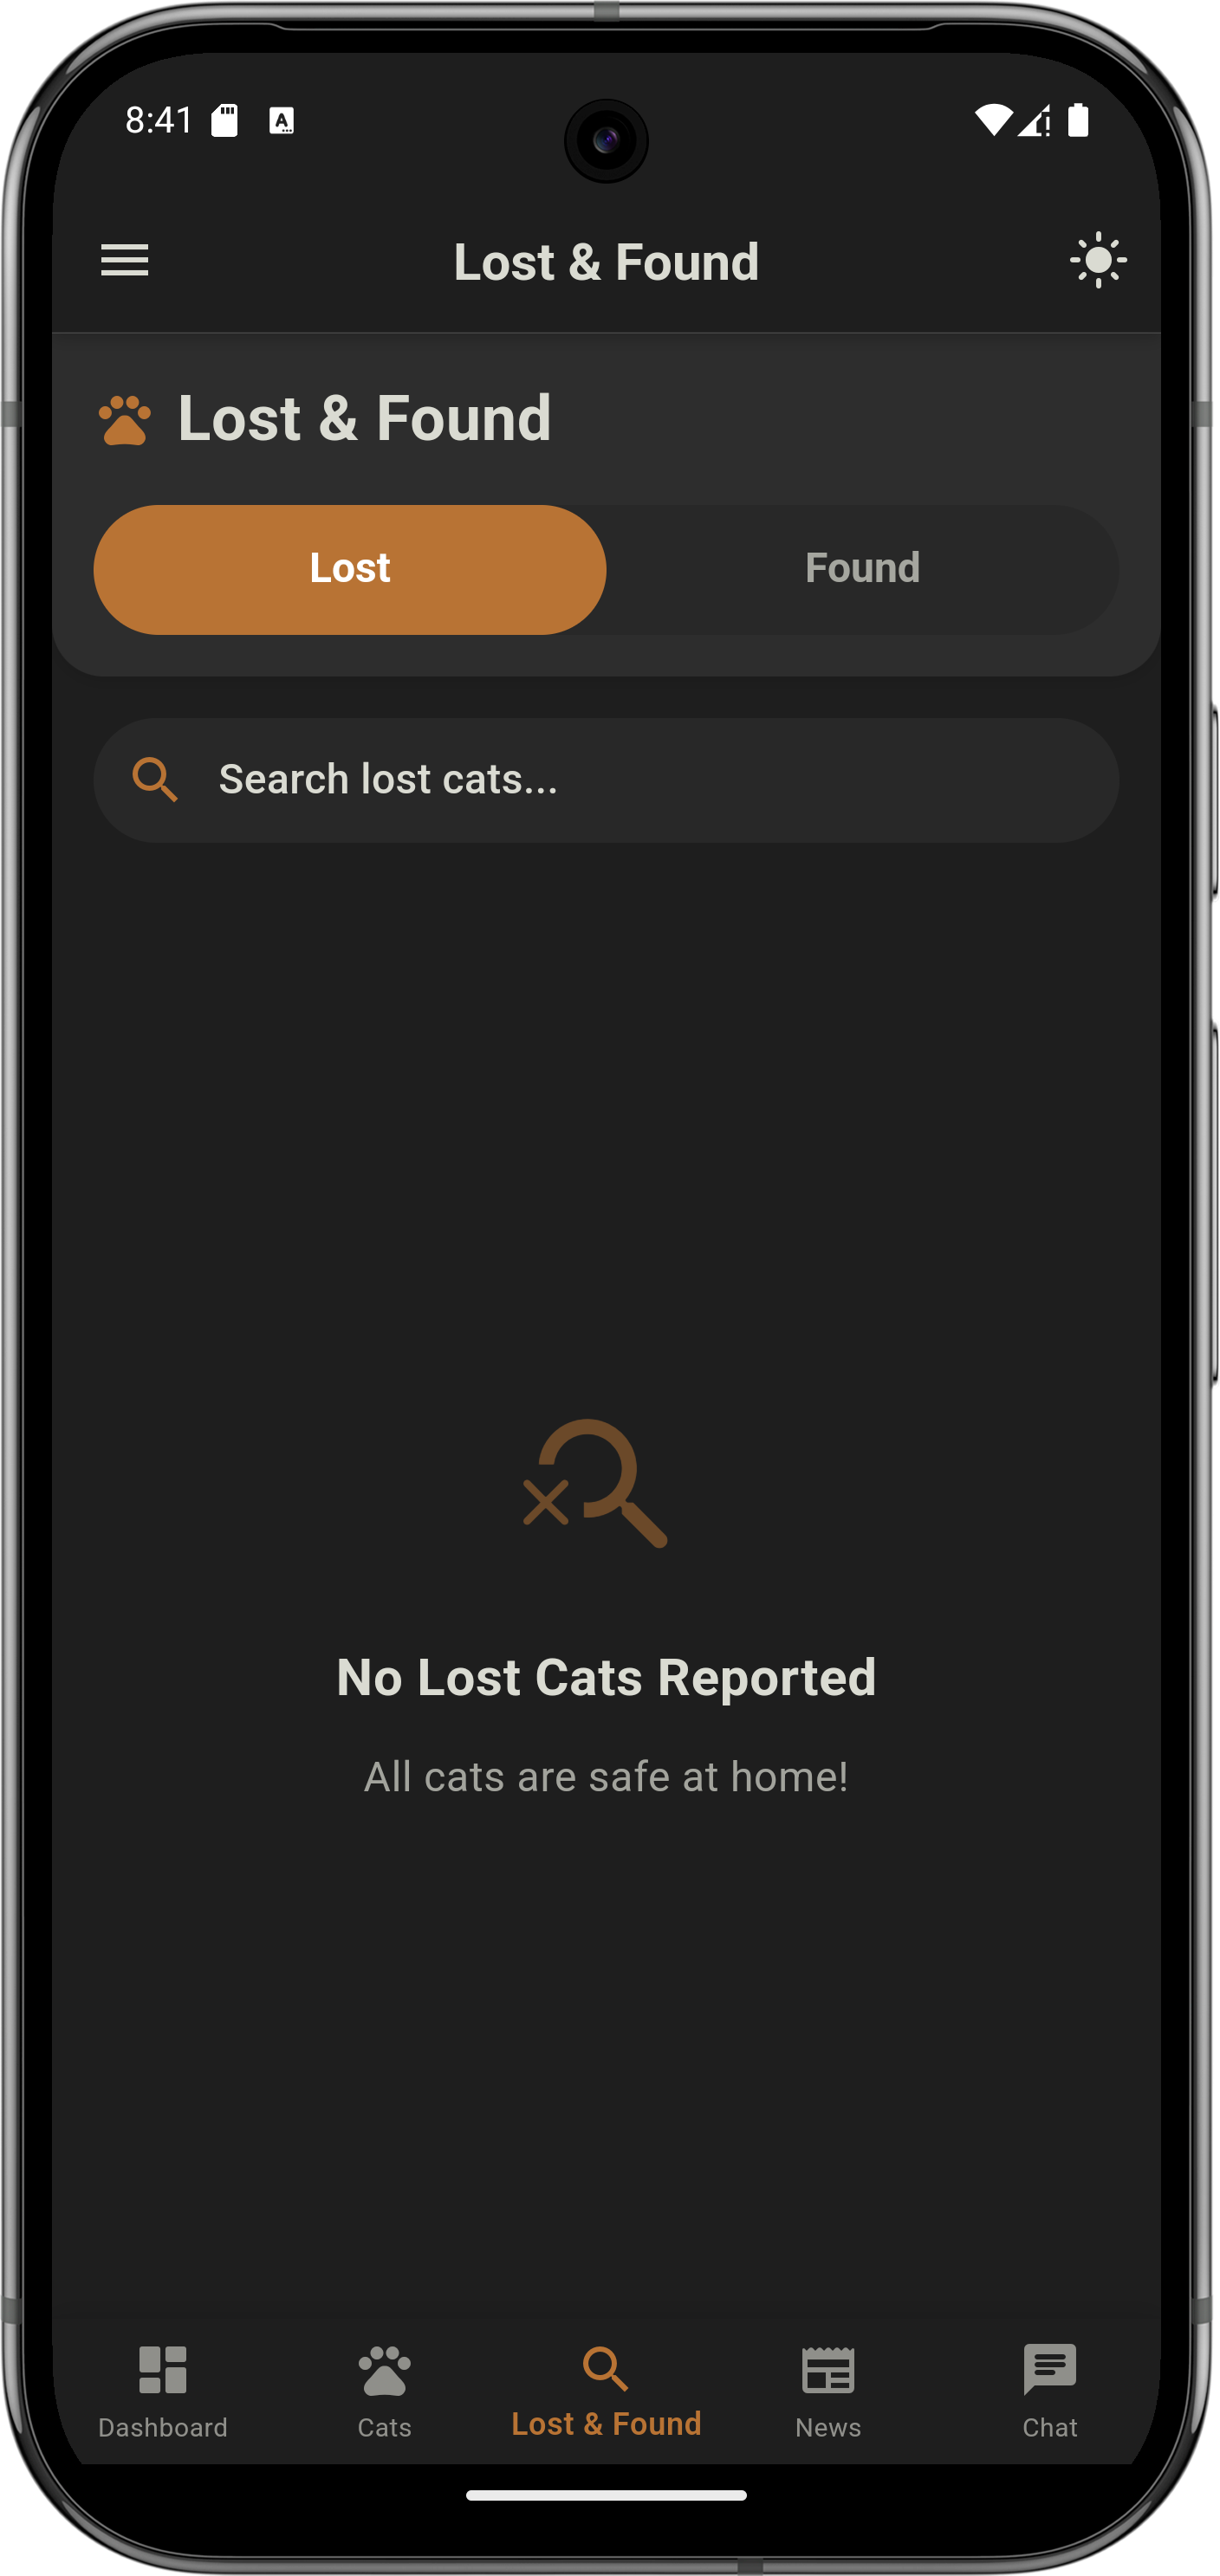 8:41
Lost & Found
Lost & Found
Lost
Found
Search lost cats...
No Lost Cats Reported
All cats are safe at home!
Dashboard
Cats
Lost & Found
News
Chat